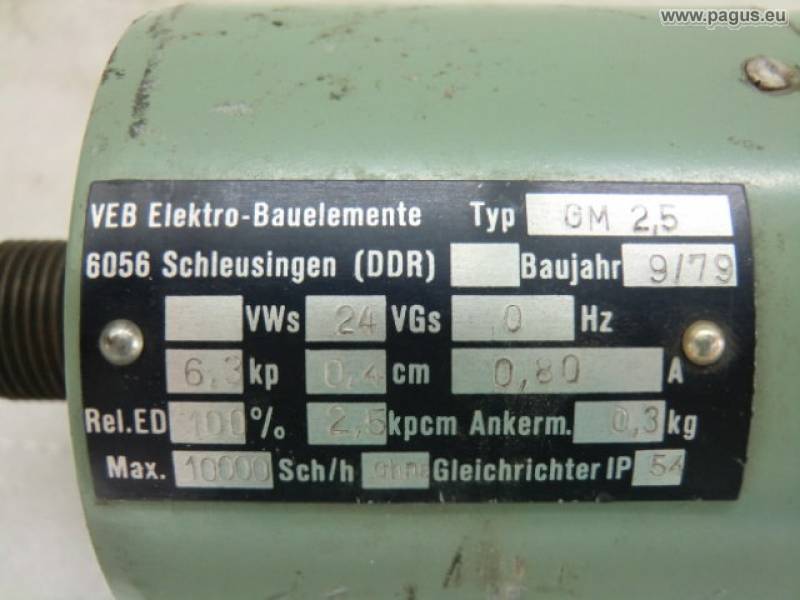 www.pagus.eu
VEB Elektro-Bauelemente Typ GM 2,5
6056 Schleusingen (DDR) Baujahr 9/79
VWs 24 VGs 0 Hz
6,3 kp 0,4 cm 0,80 A
Rel.ED 100 % 2,5 kpcm Ankerm. 0,3 kg
Max. 10000 Sch/h ohne Gleichrichter IP 54